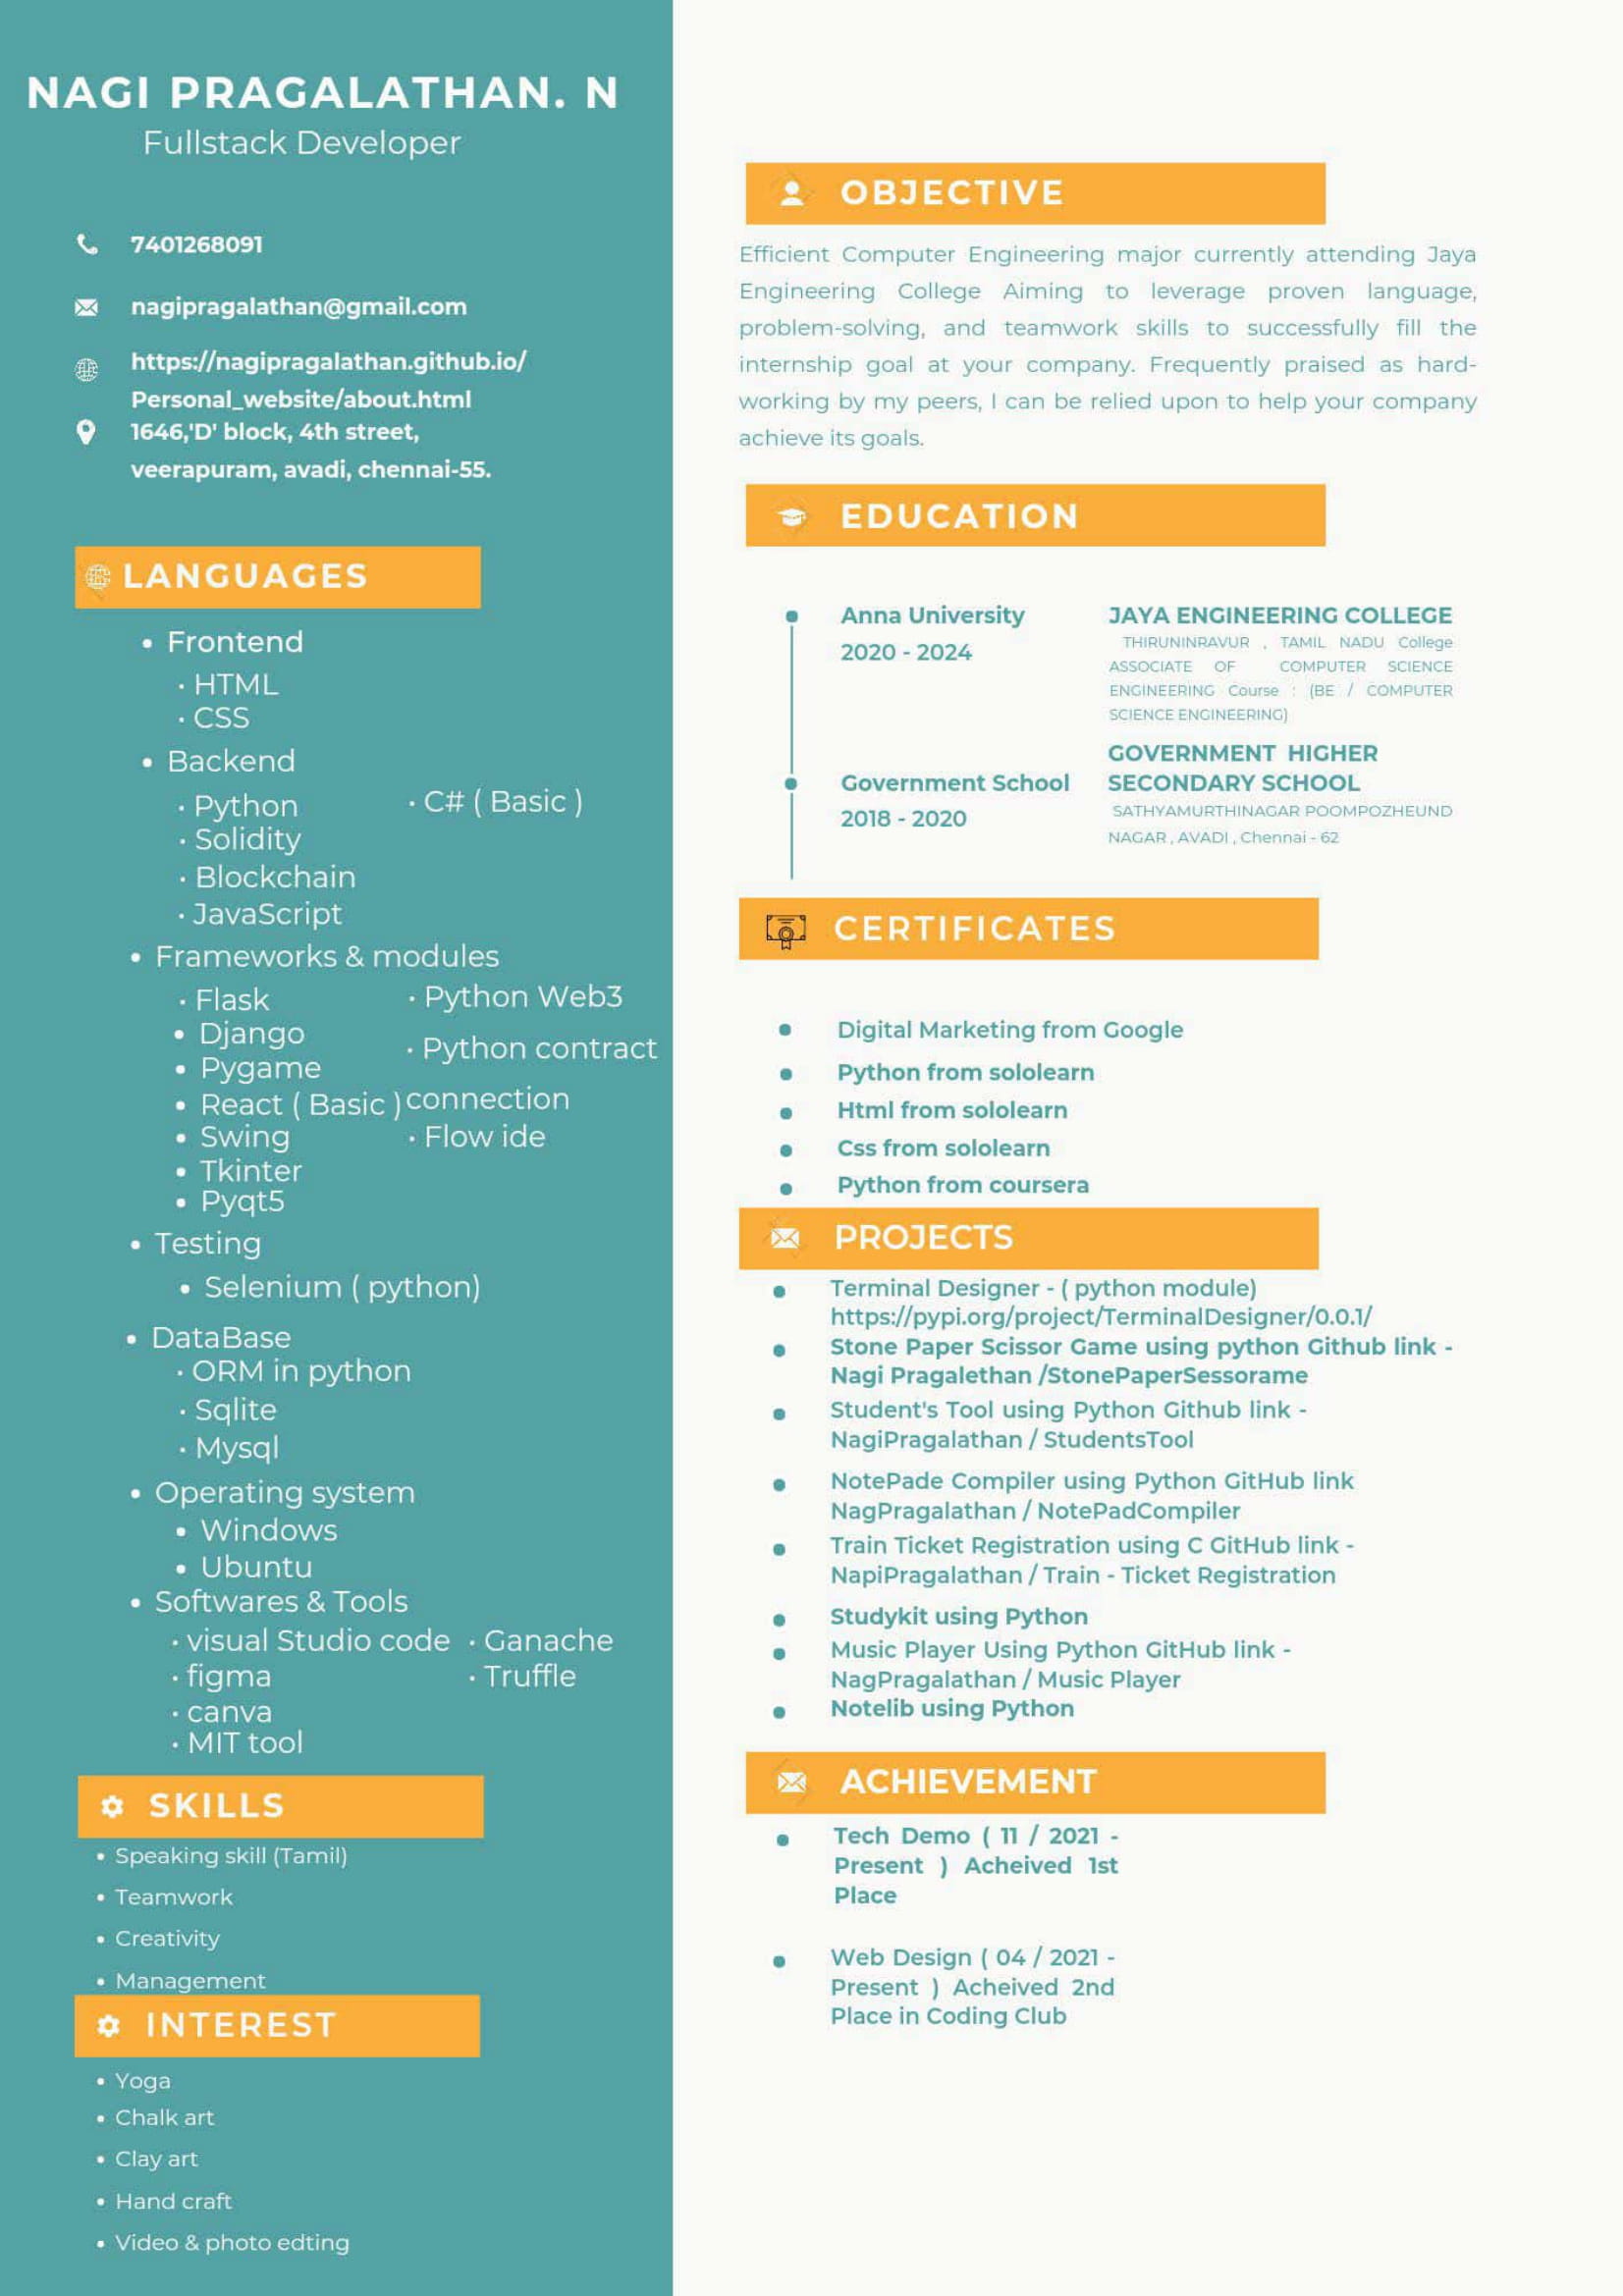 NAGI PRAGALATHAN. N
Fullstack Developer
7401268091
nagipragalathan@gmail.com
https://nagipragalathan.github.io/
Personal_website/about.html
1646,'D' block, 4th street,
veerapuram, avadi, chennai-55.
LANGUAGES
• Frontend
· HTML
· CSS
• Backend
· Python
· C# ( Basic )
· Solidity
· Blockchain
· JavaScript
• Frameworks & modules
· Flask
• Django
• Pygame
• React ( Basic )
• Swing
• Tkinter
• Pyqt5
· Python Web3
· Python contract
connection
· Flow ide
• Testing
• Selenium ( python)
• DataBase
· ORM in python
· Sqlite
· Mysql
• Operating system
• Windows
• Ubuntu
• Softwares & Tools
· visual Studio code
· figma
· canva
· MIT tool
· Ganache
· Truffle
SKILLS
• Speaking skill (Tamil)
• Teamwork
• Creativity
• Management
INTEREST
• Yoga
• Chalk art
• Clay art
• Hand craft
• Video & photo edting
OBJECTIVE
Efficient Computer Engineering major currently attending Jaya
Engineering College Aiming to leverage proven language,
problem-solving, and teamwork skills to successfully fill the
internship goal at your company. Frequently praised as hard-
working by my peers, I can be relied upon to help your company
achieve its goals.
EDUCATION
Anna University
2020 - 2024
JAYA ENGINEERING COLLEGE
THIRUNINRAVUR , TAMIL NADU College
ASSOCIATE OF COMPUTER SCIENCE
ENGINEERING Course : (BE / COMPUTER
SCIENCE ENGINEERING)
Government School
2018 - 2020
GOVERNMENT HIGHER
SECONDARY SCHOOL
SATHYAMURTHINAGAR POOMPOZHEUND
NAGAR , AVADI , Chennai - 62
CERTIFICATES
• Digital Marketing from Google
• Python from sololearn
• Html from sololearn
• Css from sololearn
• Python from coursera
PROJECTS
• Terminal Designer - ( python module)
https://pypi.org/project/TerminalDesigner/0.0.1/
• Stone Paper Scissor Game using python Github link -
Nagi Pragalethan /StonePaperSessorame
• Student's Tool using Python Github link -
NagiPragalathan / StudentsTool
• NotePade Compiler using Python GitHub link
NagPragalathan / NotePadCompiler
• Train Ticket Registration using C GitHub link -
NapiPragalathan / Train - Ticket Registration
• Studykit using Python
• Music Player Using Python GitHub link -
NagPragalathan / Music Player
• Notelib using Python
ACHIEVEMENT
• Tech Demo ( 11 / 2021 -
Present ) Acheived 1st
Place
• Web Design ( 04 / 2021 -
Present ) Acheived 2nd
Place in Coding Club